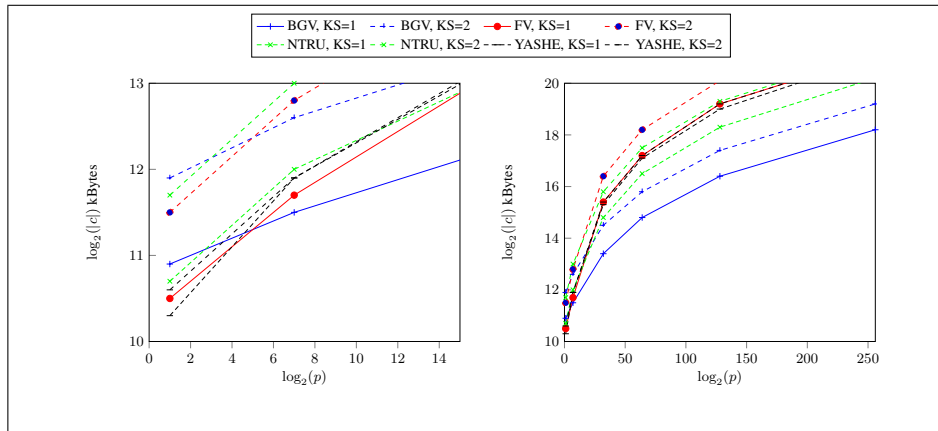 BGV, KS=1 BGV, KS=2 FV, KS=1 FV, KS=2
NTRU, KS=1 NTRU, KS=2 YASHE, KS=1 YASHE, KS=2
13
12
11
10
0 2 4 6 8 10 12 14
log₂(p)
log₂(|c|) kBytes
20
18
16
14
12
10
0 50 100 150 200 250
log₂(p)
log₂(|c|) kBytes